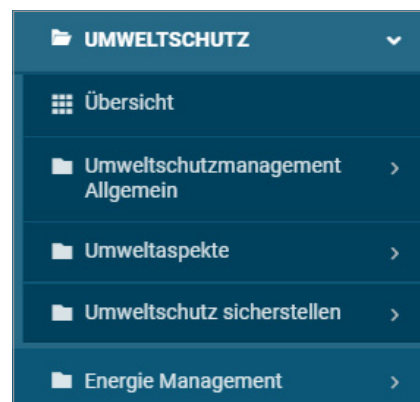 UMWELTSCHUTZ
Übersicht
Umweltschutzmanagement
Allgemein
Umweltaspekte
Umweltschutz sicherstellen
Energie Management